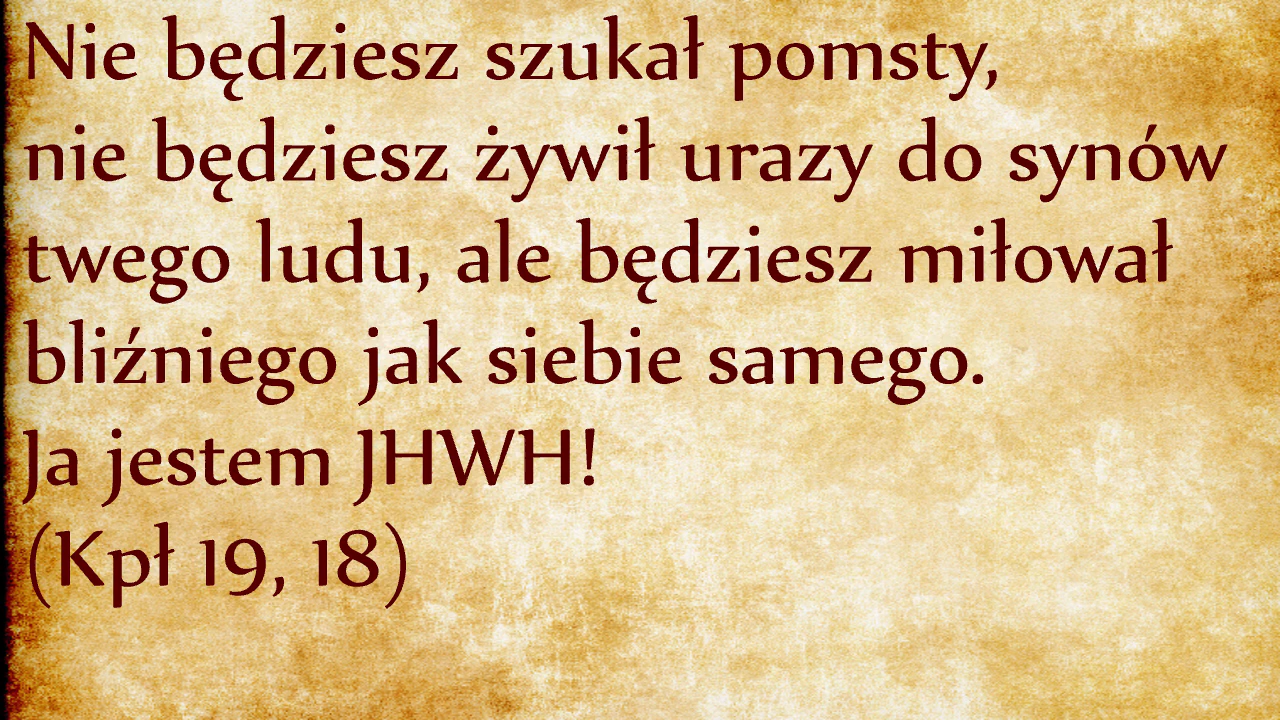 Nie będziesz szukał pomsty,
nie będziesz żywił urazy do synów
twego ludu, ale będziesz miłował
bliźniego jak siebie samego.
Ja jestem JHWH!
(Kpł 19, 18)